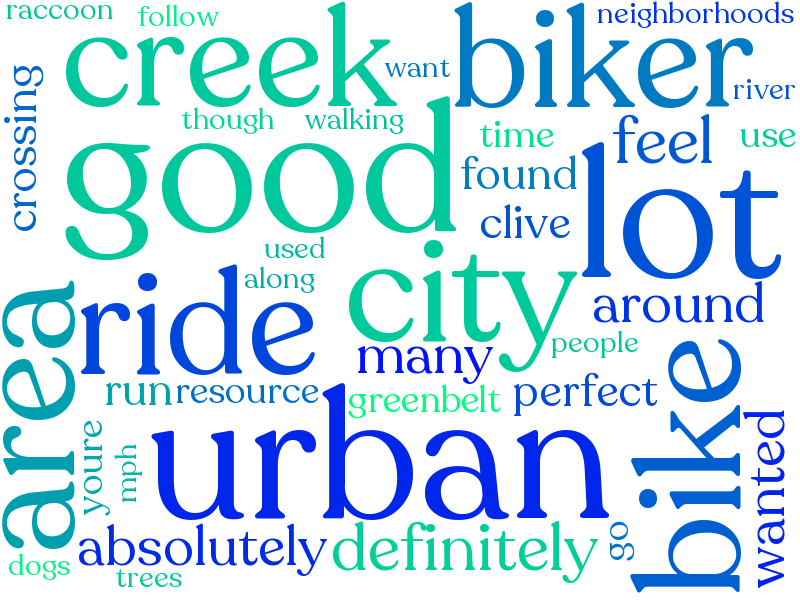 raccoon
follow
neighborhoods
creek
biker
want
river
crossing
though
walking
time
feel
use
good
found
lot
clive
used
along
city
ride
around
area
many
people
run
resource
greenbelt
perfect
bike
urban
youre
mph
wanted
absolutely
definitely
go
dogs
trees